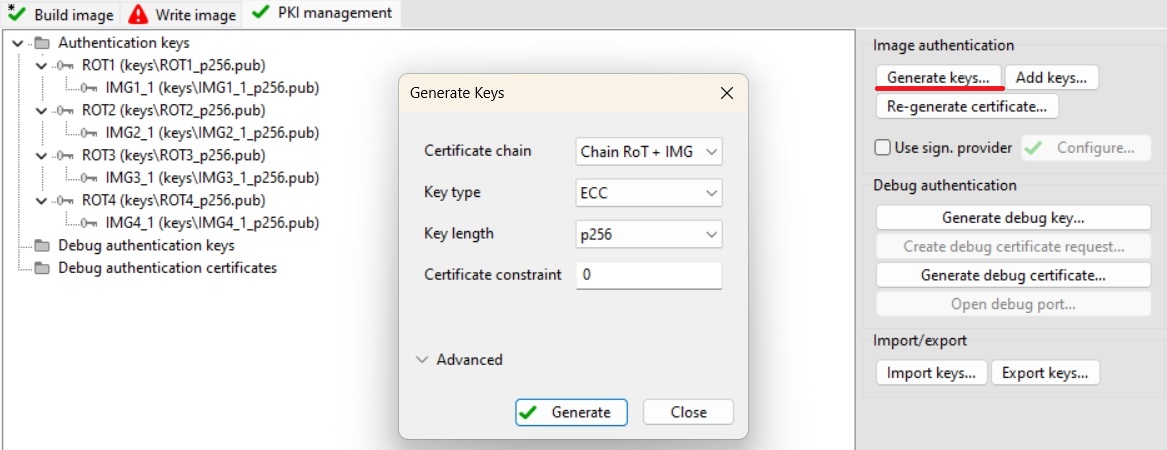 Build image
Write image
PKI management
Authentication keys
ROT1 (keys\ROT1_p256.pub)
IMG1_1 (keys\IMG1_1_p256.pub)
ROT2 (keys\ROT2_p256.pub)
IMG2_1 (keys\IMG2_1_p256.pub)
ROT3 (keys\ROT3_p256.pub)
IMG3_1 (keys\IMG3_1_p256.pub)
ROT4 (keys\ROT4_p256.pub)
IMG4_1 (keys\IMG4_1_p256.pub)
Debug authentication keys
Debug authentication certificates
Generate Keys
Certificate chain Chain RoT + IMG
Key type ECC
Key length p256
Certificate constraint 0
Advanced
Generate Close
Image authentication
Generate keys... Add keys...
Re-generate certificate...
Use sign. provider Configure...
Debug authentication
Generate debug key...
Create debug certificate request...
Generate debug certificate...
Open debug port...
Import/export
Import keys... Export keys...